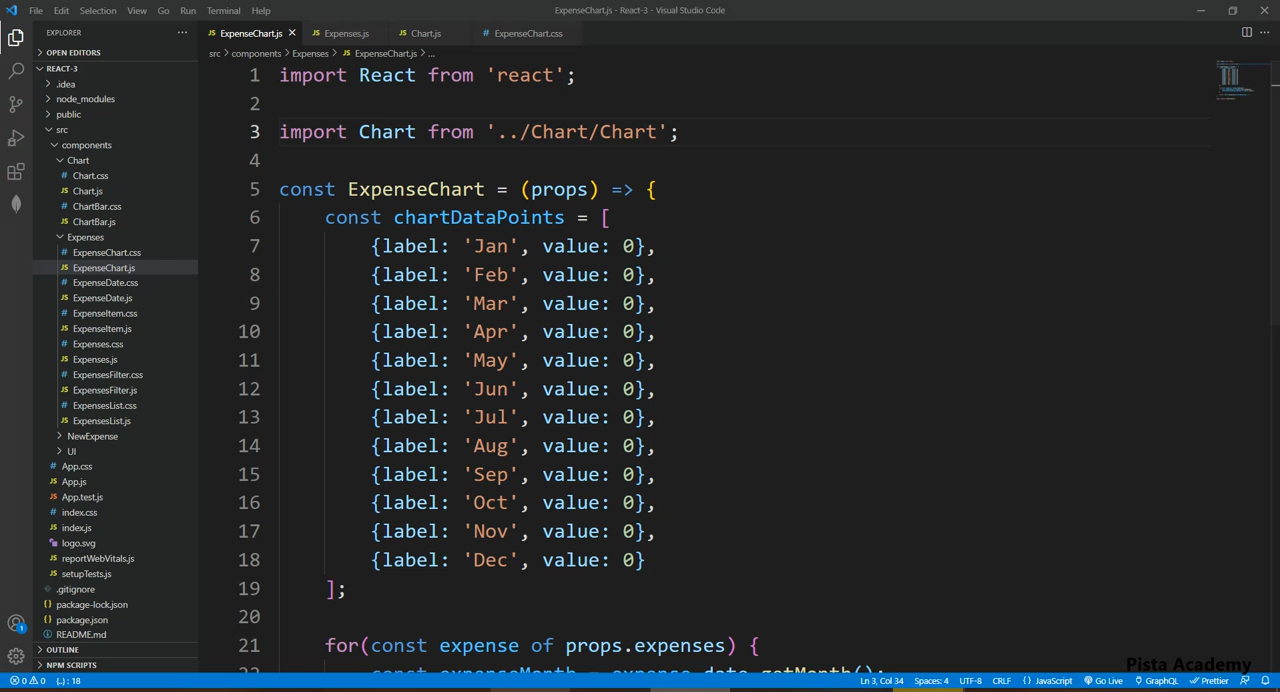 File Edit Selection View Go Run Terminal Help
ExpenseChart.js - React-3 - Visual Studio Code
EXPLORER
OPEN EDITORS
REACT-3
.idea
node_modules
public
src
components
Chart
Chart.css
Chart.js
ChartBar.css
ChartBar.js
Expenses
ExpenseChart.css
ExpenseChart.js
ExpenseDate.css
ExpenseDate.js
ExpenseItem.css
ExpenseItem.js
Expenses.css
Expenses.js
ExpensesFilter.css
ExpensesFilter.js
ExpensesList.css
ExpensesList.js
NewExpense
UI
App.css
App.js
App.test.js
index.css
index.js
logo.svg
reportWebVitals.js
setupTests.js
.gitignore
package-lock.json
package.json
README.md
OUTLINE
NPM SCRIPTS
ExpenseChart.js Expenses.js Chart.js ExpenseChart.css
src > components > Expenses > JS ExpenseChart.js > ...
1 import React from 'react';
2
3 import Chart from '../Chart/Chart';
4
5 const ExpenseChart = (props) => {
6 const chartDataPoints = [
7 {label: 'Jan', value: 0},
8 {label: 'Feb', value: 0},
9 {label: 'Mar', value: 0},
10 {label: 'Apr', value: 0},
11 {label: 'May', value: 0},
12 {label: 'Jun', value: 0},
13 {label: 'Jul', value: 0},
14 {label: 'Aug', value: 0},
15 {label: 'Sep', value: 0},
16 {label: 'Oct', value: 0},
17 {label: 'Nov', value: 0},
18 {label: 'Dec', value: 0}
19 ];
20
21 for(const expense of props.expenses) {
22 const expenseMonth = expense.date.getMonth();
Pista Academy
0 0 {..} : 18 Ln 3, Col 34 Spaces: 4 UTF-8 CRLF {} JavaScript Go Live GraphQL Prettier